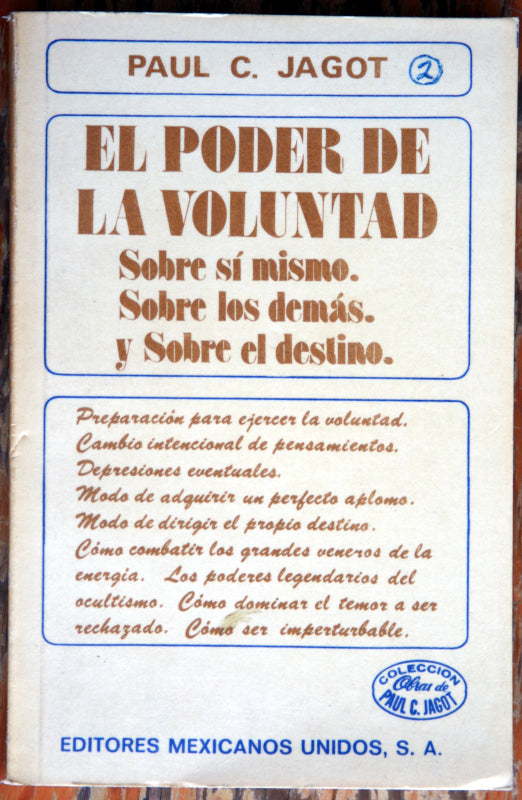 PAUL C. JAGOT 2
EL PODER DE
LA VOLUNTAD
Sobre sí mismo.
Sobre los demás.
y Sobre el destino.
Preparación para ejercer la voluntad.
Cambio intencional de pensamientos.
Depresiones eventuales.
Modo de adquirir un perfecto aplomo.
Modo de dirigir el propio destino.
Cómo combatir los grandes veneros de la
energía. Los poderes legendarios del
ocultismo. Cómo dominar el temor a ser
rechazado. Cómo ser imperturbable.
COLECCION
Obras de
PAUL C. JAGOT
EDITORES MEXICANOS UNIDOS, S. A.